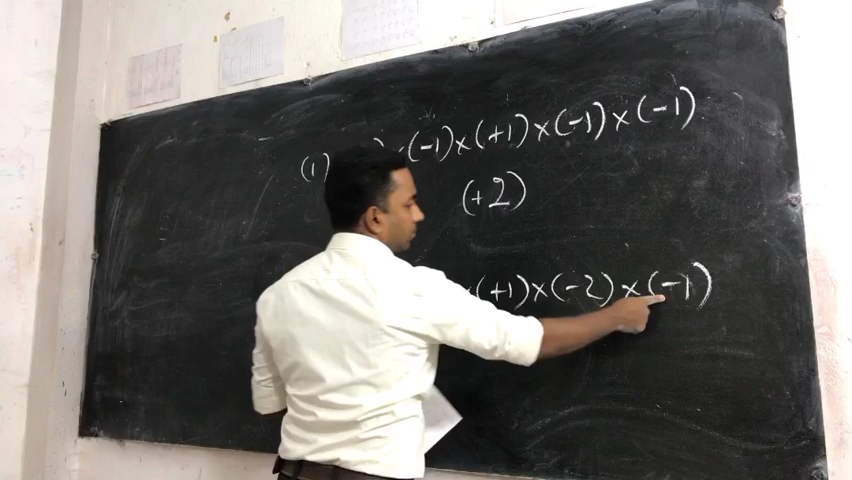 (1) ) × (-1) × (+1) × (-1) × (-1)
(+2)
× (+1) × (-2) × (-1)